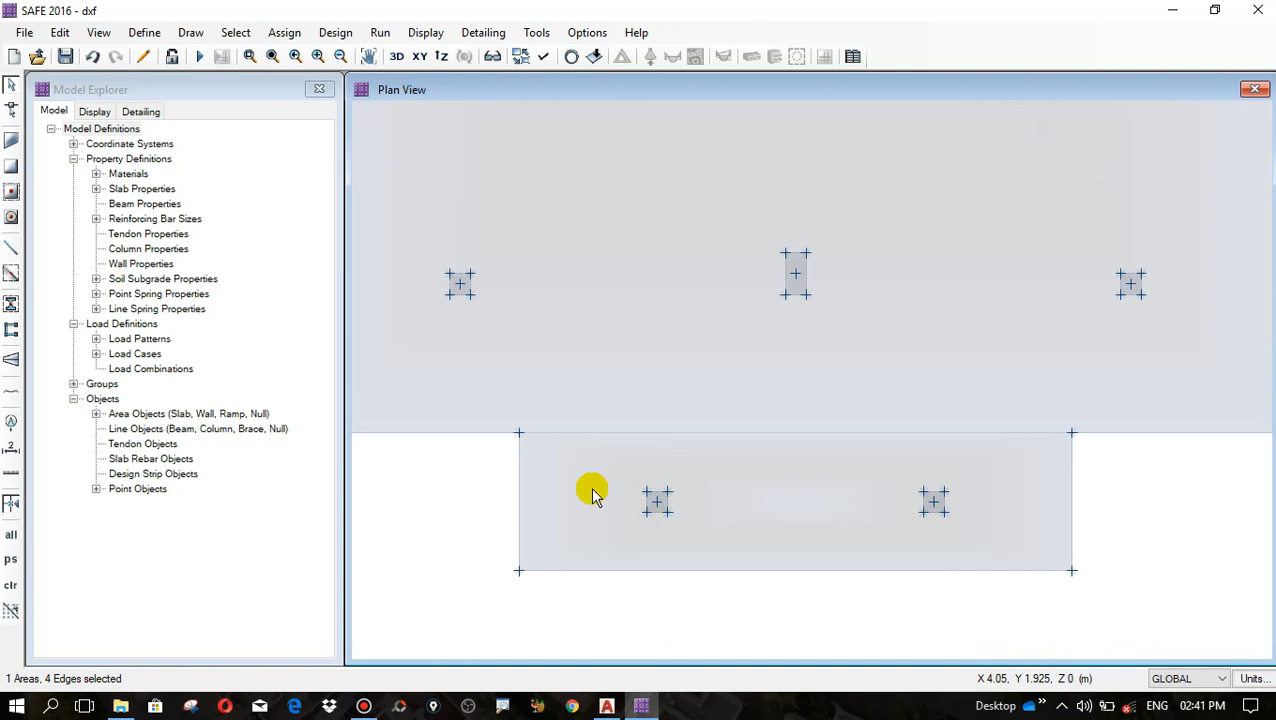 SAFE 2016 - dxf
File Edit View Define Draw Select Assign Design Run Display Detailing Tools Options Help
3D XY
Model Explorer
Plan View
Model Display Detailing
Model Definitions
Coordinate Systems
Property Definitions
Materials
Slab Properties
Beam Properties
Reinforcing Bar Sizes
Tendon Properties
Column Properties
Wall Properties
Soil Subgrade Properties
Point Spring Properties
Line Spring Properties
Load Definitions
Load Patterns
Load Cases
Load Combinations
Groups
Objects
Area Objects (Slab, Wall, Ramp, Null)
Line Objects (Beam, Column, Brace, Null)
Tendon Objects
Slab Rebar Objects
Design Strip Objects
Point Objects
all
ps
clr
1 Areas, 4 Edges selected
X 4.05, Y 1.925, Z 0 (m)
GLOBAL
Units...
Desktop
ENG
02:41 PM